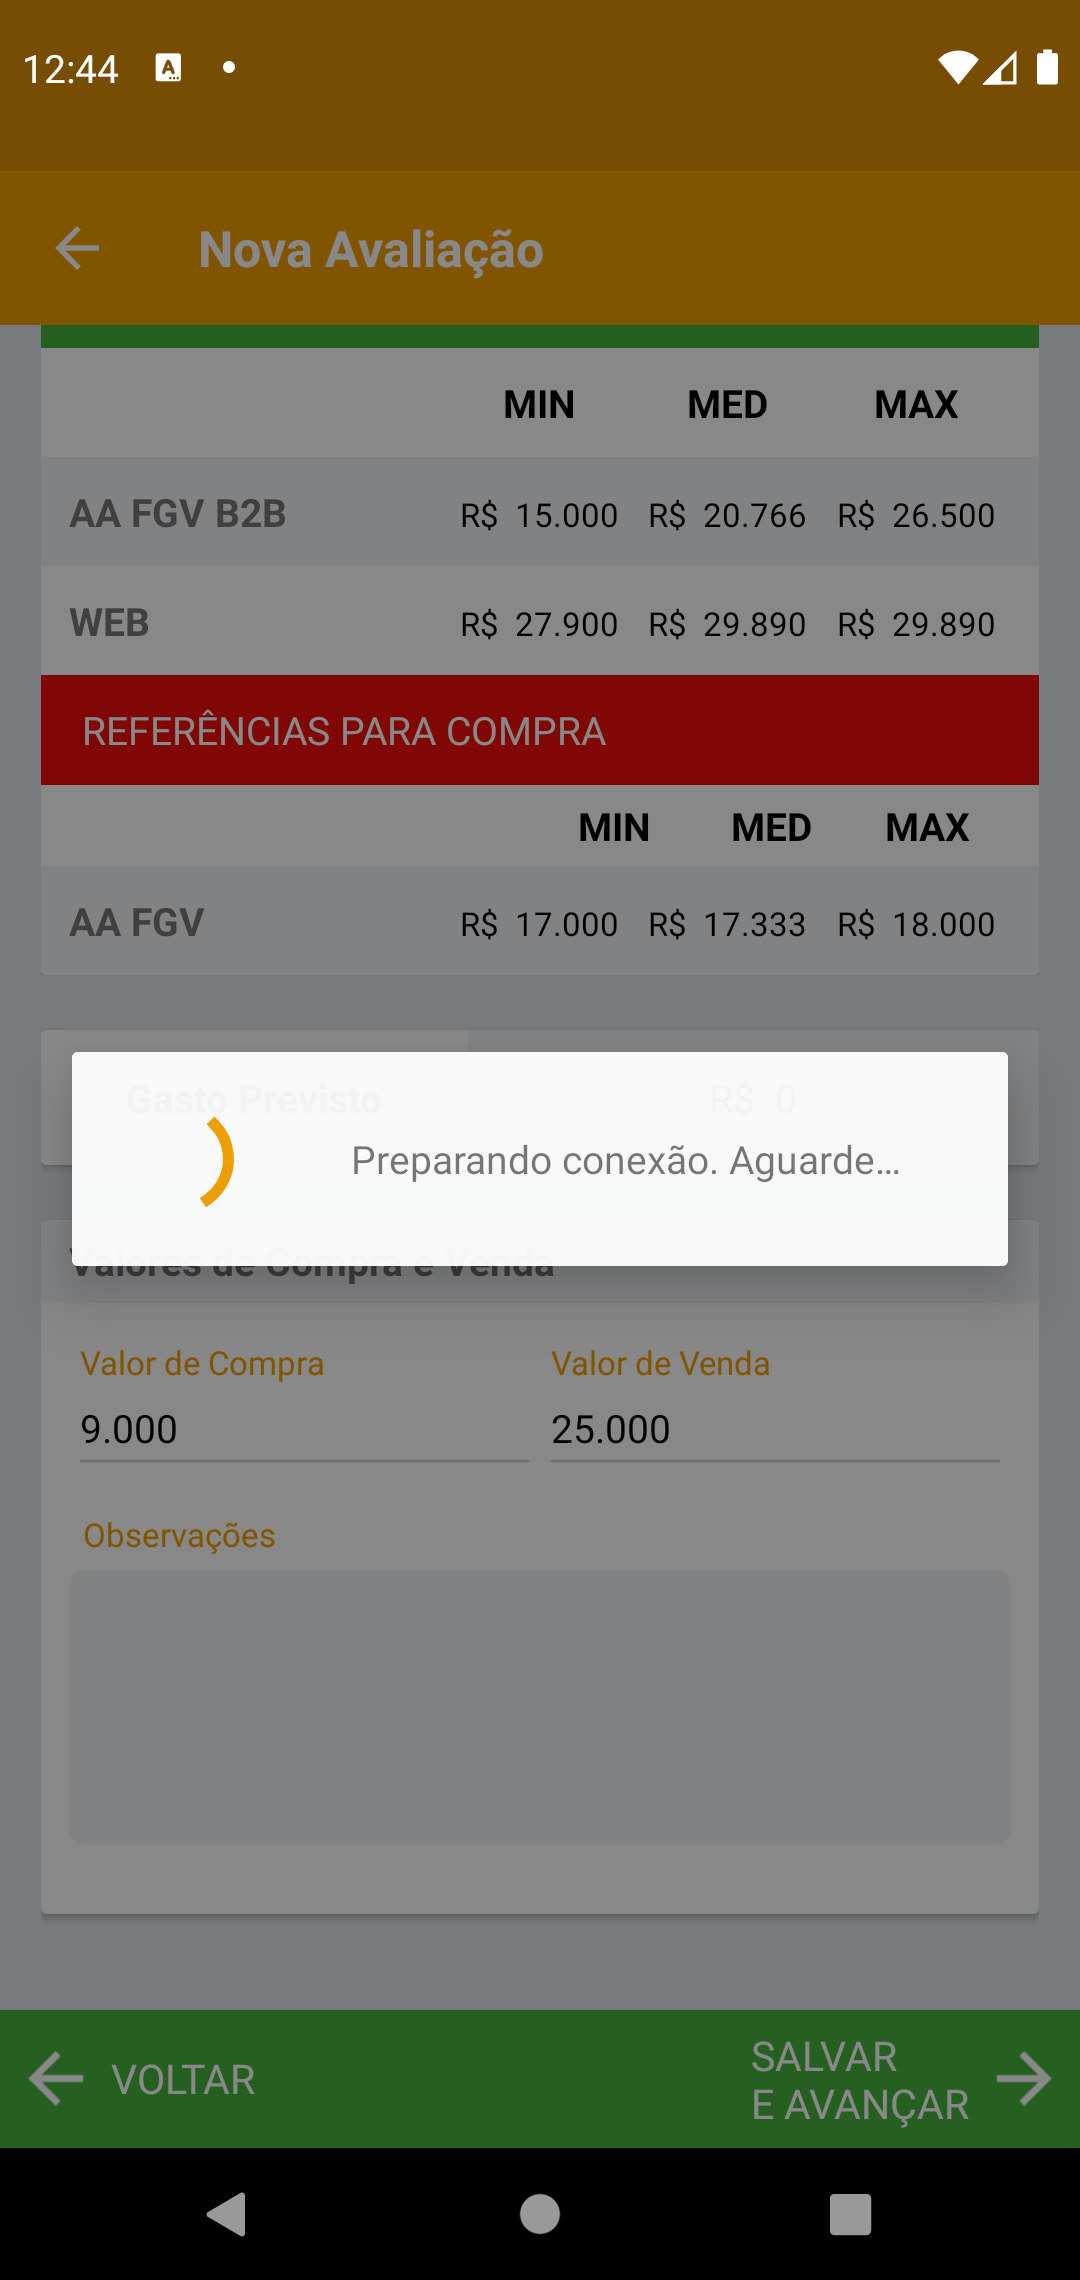 12:44
Nova Avaliação
MIN MED MAX
AA FGV B2B R$ 15.000 R$ 20.766 R$ 26.500
WEB R$ 27.900 R$ 29.890 R$ 29.890
REFERÊNCIAS PARA COMPRA
MIN MED MAX
AA FGV R$ 17.000 R$ 17.333 R$ 18.000
Gasto Previsto R$ 0
Preparando conexão. Aguarde...
Valores de Compra e Venda
Valor de Compra Valor de Venda
9.000 25.000
Observações
VOLTAR
SALVAR
E AVANÇAR